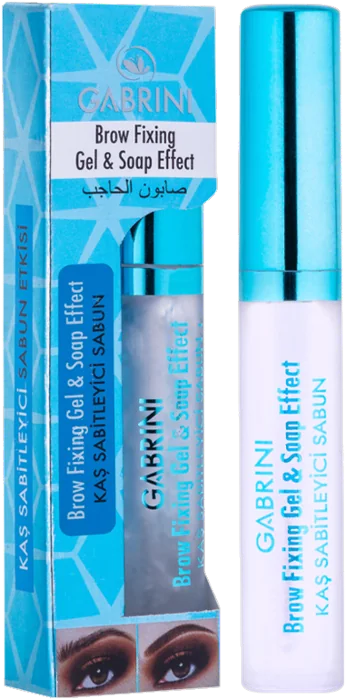 GABRINI
Brow Fixing
Gel & Soap Effect
صابون الحاجب
Brow Fixing Gel & Soap Effect
KAŞ SABİTLEYİCİ SABUN
KAŞ SABİTLEYİCİ SABUN ETKİSİ
GABRINI
Brow Fixing Gel & Soap Effect
GABRINI
Brow Fixing Gel & Soap Effect
KAŞ SABİTLEYİCİ SABUN